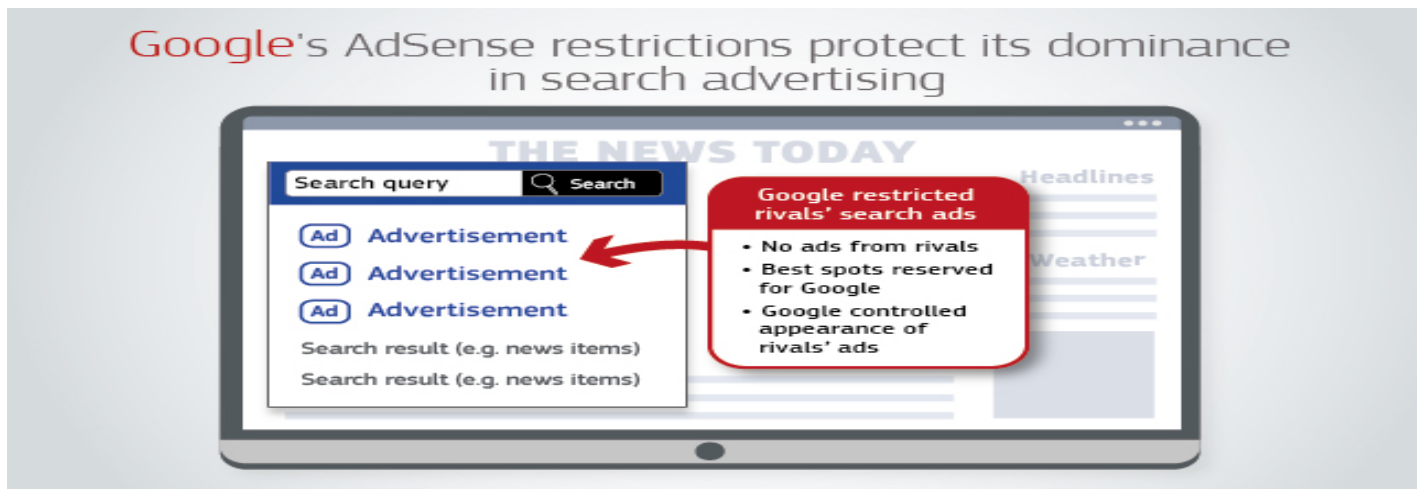 Google's AdSense restrictions protect its dominance
in search advertising
THE NEWS TODAY
Search query
Search
Ad Advertisement
Ad Advertisement
Ad Advertisement
Search result (e.g. news items)
Search result (e.g. news items)
Google restricted
rivals' search ads
• No ads from rivals
• Best spots reserved
for Google
• Google controlled
appearance of
rivals' ads
Headlines
Weather